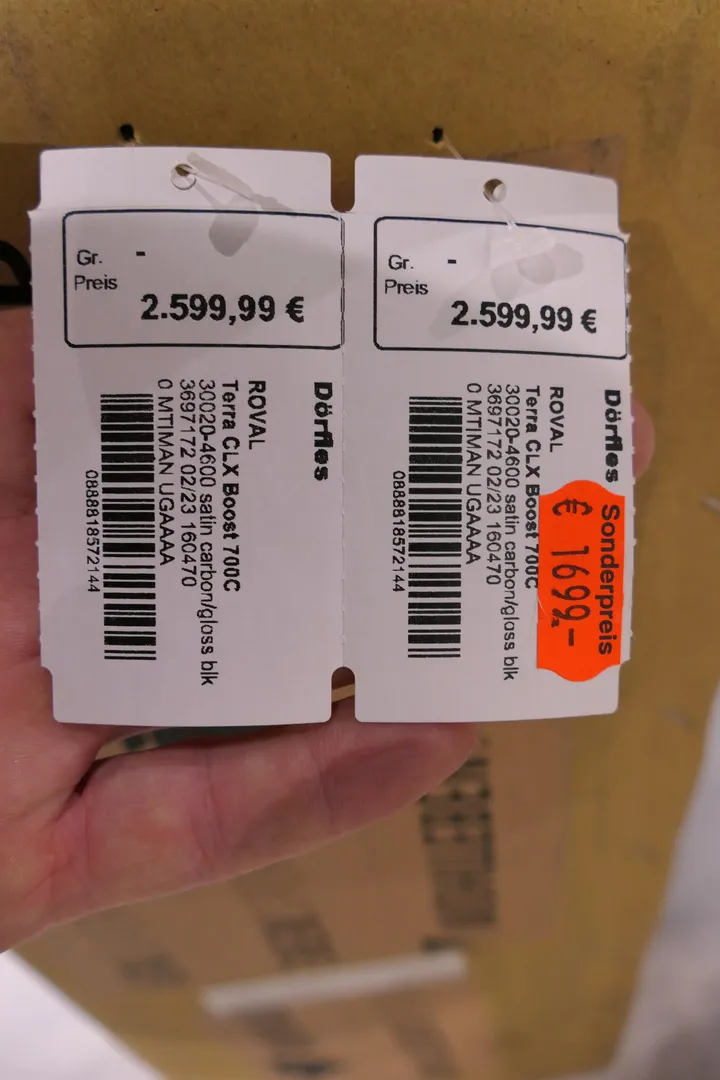 Gr. -
Preis
2.599,99 €
Dörfles
ROVAL
Terra CLX Boost 700C
30020-4600 satin carbon/gloss blk
3697172 02/23 160470
0 MTIMAN UGAAAA
0888818572144
Gr. -
Preis
2.599,99 €
Dörfles
ROVAL
Terra CLX Boost 700C
30020-4600 satin carbon/gloss blk
3697172 02/23 160470
0 MTIMAN UGAAAA
0888818572144
Sonderpreis
€ 1699,-